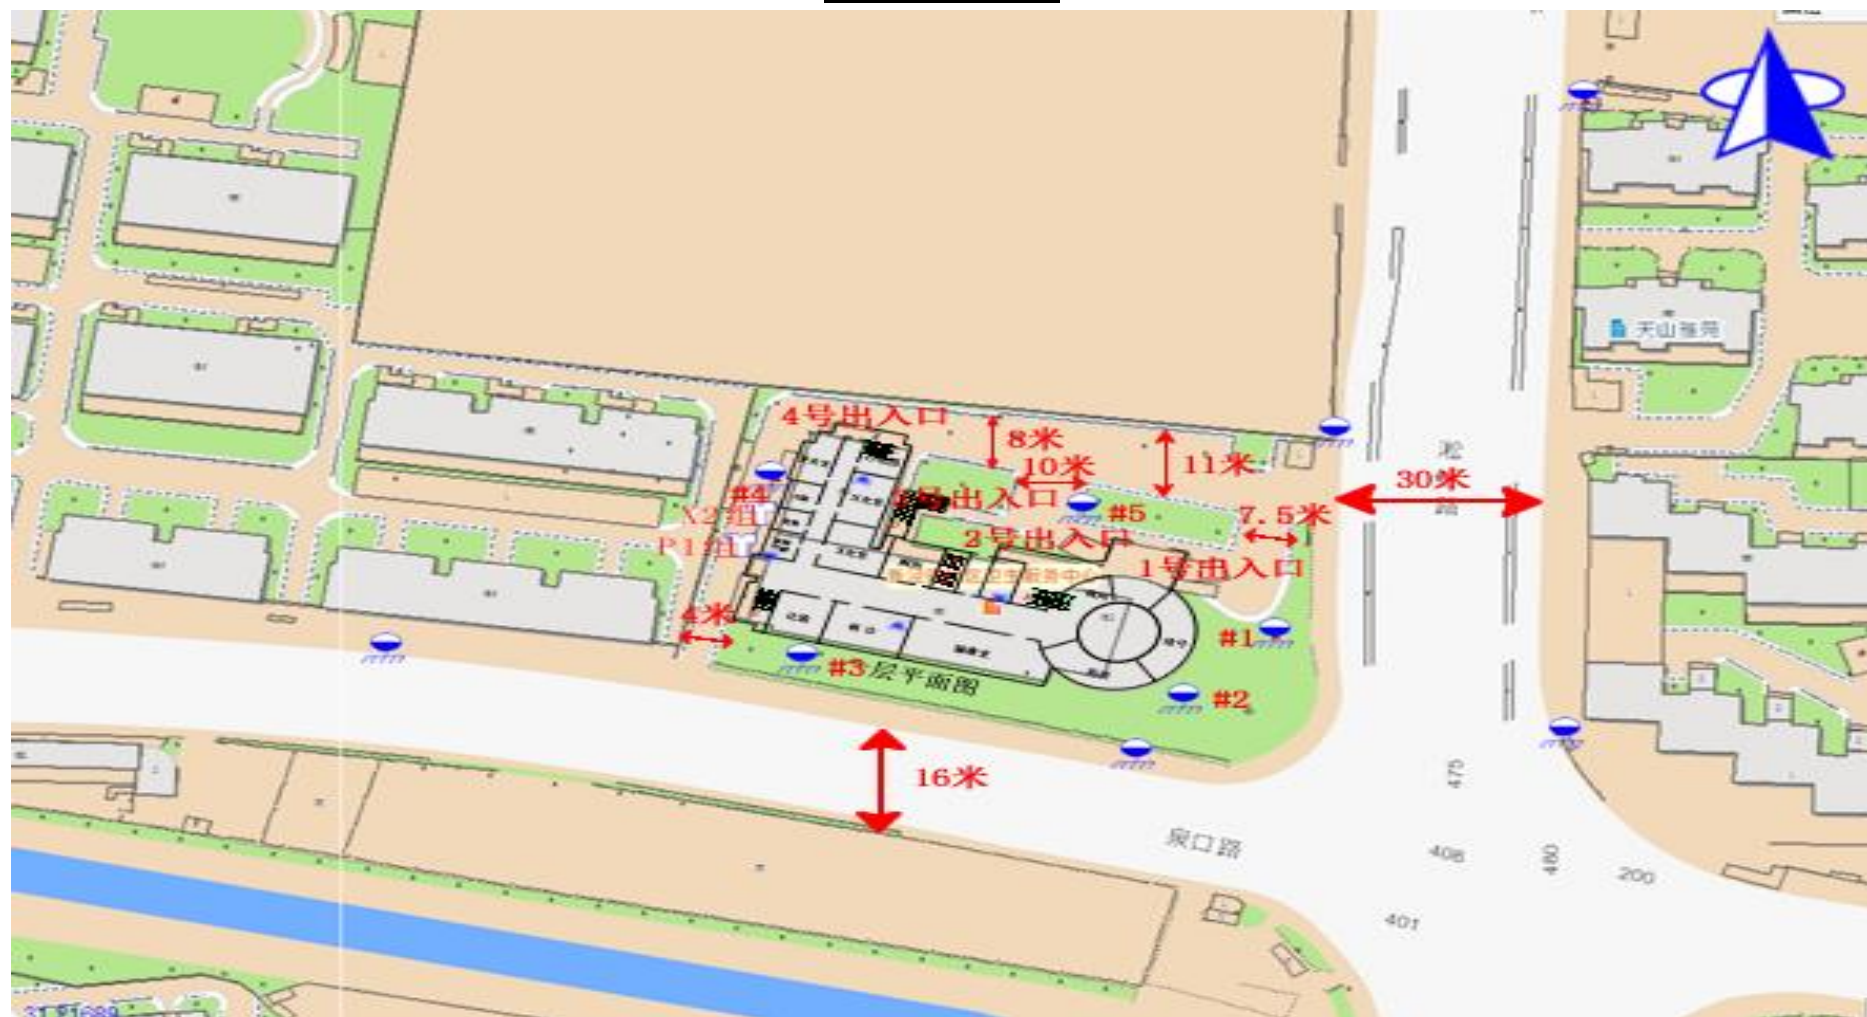 天山雅苑
4号出入口
8米
10米
11米
30米
#4
号出入口
#5
7.5米
X2组
P1组
2号出入口
1号出入口
4米
#1
#3
层平面图
#2
16米
475
泉口路
406
480
200
401